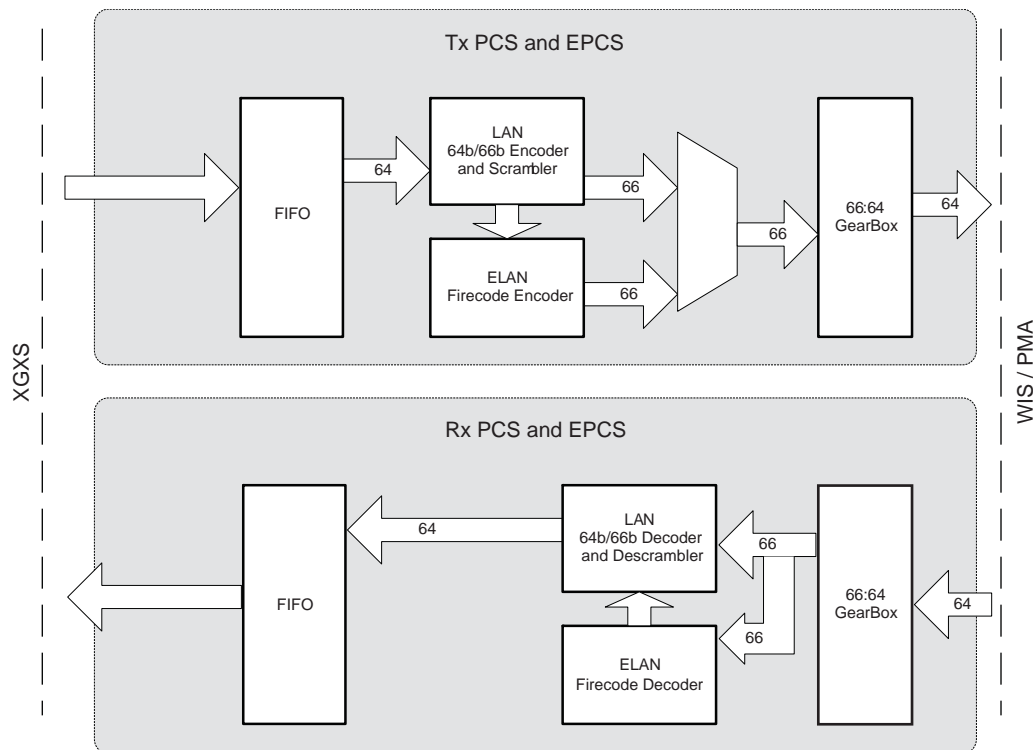 Tx PCS and EPCS
FIFO
64
LAN
64b/66b Encoder
and Scrambler
66
ELAN
Firecode Encoder
66
66
66:64
GearBox
64
XGXS
WIS / PMA
Rx PCS and EPCS
FIFO
64
LAN
64b/66b Decoder
and Descrambler
66
66
ELAN
Firecode Decoder
66:64
GearBox
64